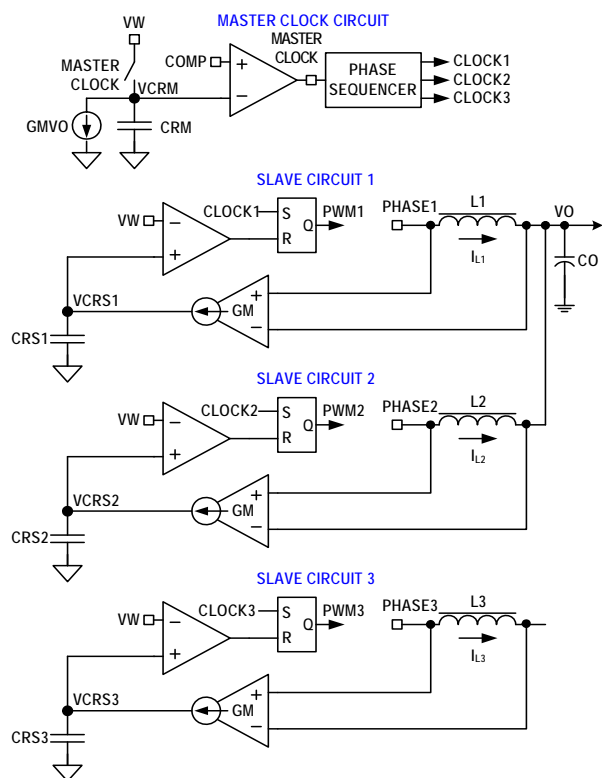 MASTER CLOCK CIRCUIT
VW
MASTER
CLOCK
COMP
MASTER
CLOCK
VCRM
GMVO
CRM
+
−
PHASE
SEQUENCER
CLOCK1
CLOCK2
CLOCK3
SLAVE CIRCUIT 1
VW
−
+
CLOCK1
S
R
Q
PWM1
PHASE1
L1
VO
IL1
CO
VCRS1
GM
+
−
CRS1
SLAVE CIRCUIT 2
VW
−
+
CLOCK2
S
R
Q
PWM2
PHASE2
L2
IL2
VCRS2
GM
+
−
CRS2
SLAVE CIRCUIT 3
VW
−
+
CLOCK3
S
R
Q
PWM3
PHASE3
L3
IL3
VCRS3
GM
+
−
CRS3